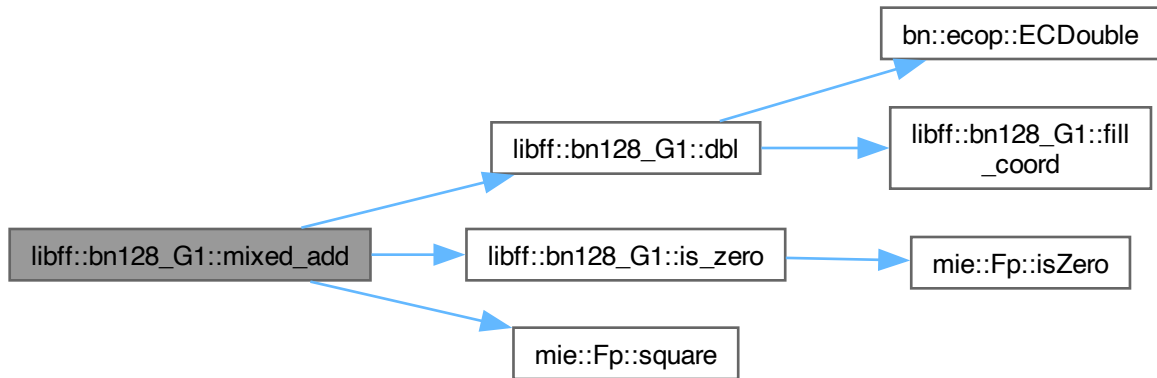 bn::ecop::ECDouble
libff::bn128_G1::dbl
libff::bn128_G1::fill
_coord
libff::bn128_G1::mixed_add
libff::bn128_G1::is_zero
mie::Fp::isZero
mie::Fp::square